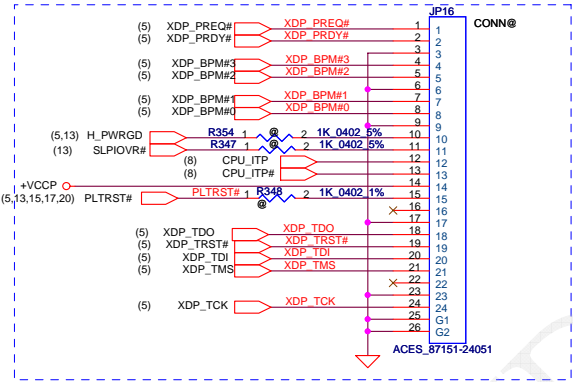 JP16
CONN@
(5) XDP_PREQ# XDP_PREQ# 1 1
(5) XDP_PRDY# XDP_PRDY# 2 2
3 3
(5) XDP_BPM#3 XDP_BPM#3 4 4
(5) XDP_BPM#2 XDP_BPM#2 5 5
6 6
(5) XDP_BPM#1 XDP_BPM#1 7 7
(5) XDP_BPM#0 XDP_BPM#0 8 8
9 9
(5,13) H_PWRGD R354 1 @ 2 1K_0402_5% 10 10
(13) SLPIOVR# R347 1 @ 2 1K_0402_5% 11 11
(8) CPU_ITP 12 12
(8) CPU_ITP# 13 13
+VCCP 14 14
(5,13,15,17,20) PLTRST# PLTRST# 1 R348 2 1K_0402_1% 15 15
@
16 16
17 17
(5) XDP_TDO XDP_TDO 18 18
(5) XDP_TRST# XDP_TRST# 19 19
(5) XDP_TDI XDP_TDI 20 20
(5) XDP_TMS XDP_TMS 21 21
22 22
23 23
(5) XDP_TCK XDP_TCK 24 24
25 G1
26 G2
ACES_87151-24051